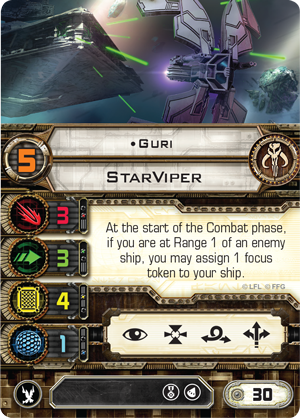 •GURI
5
STARVIPER
3
At the start of the Combat phase,
if you are at Range 1 of an enemy
ship, you may assign 1 focus
token to your ship.
3
© LFL © FFG
4
1
30